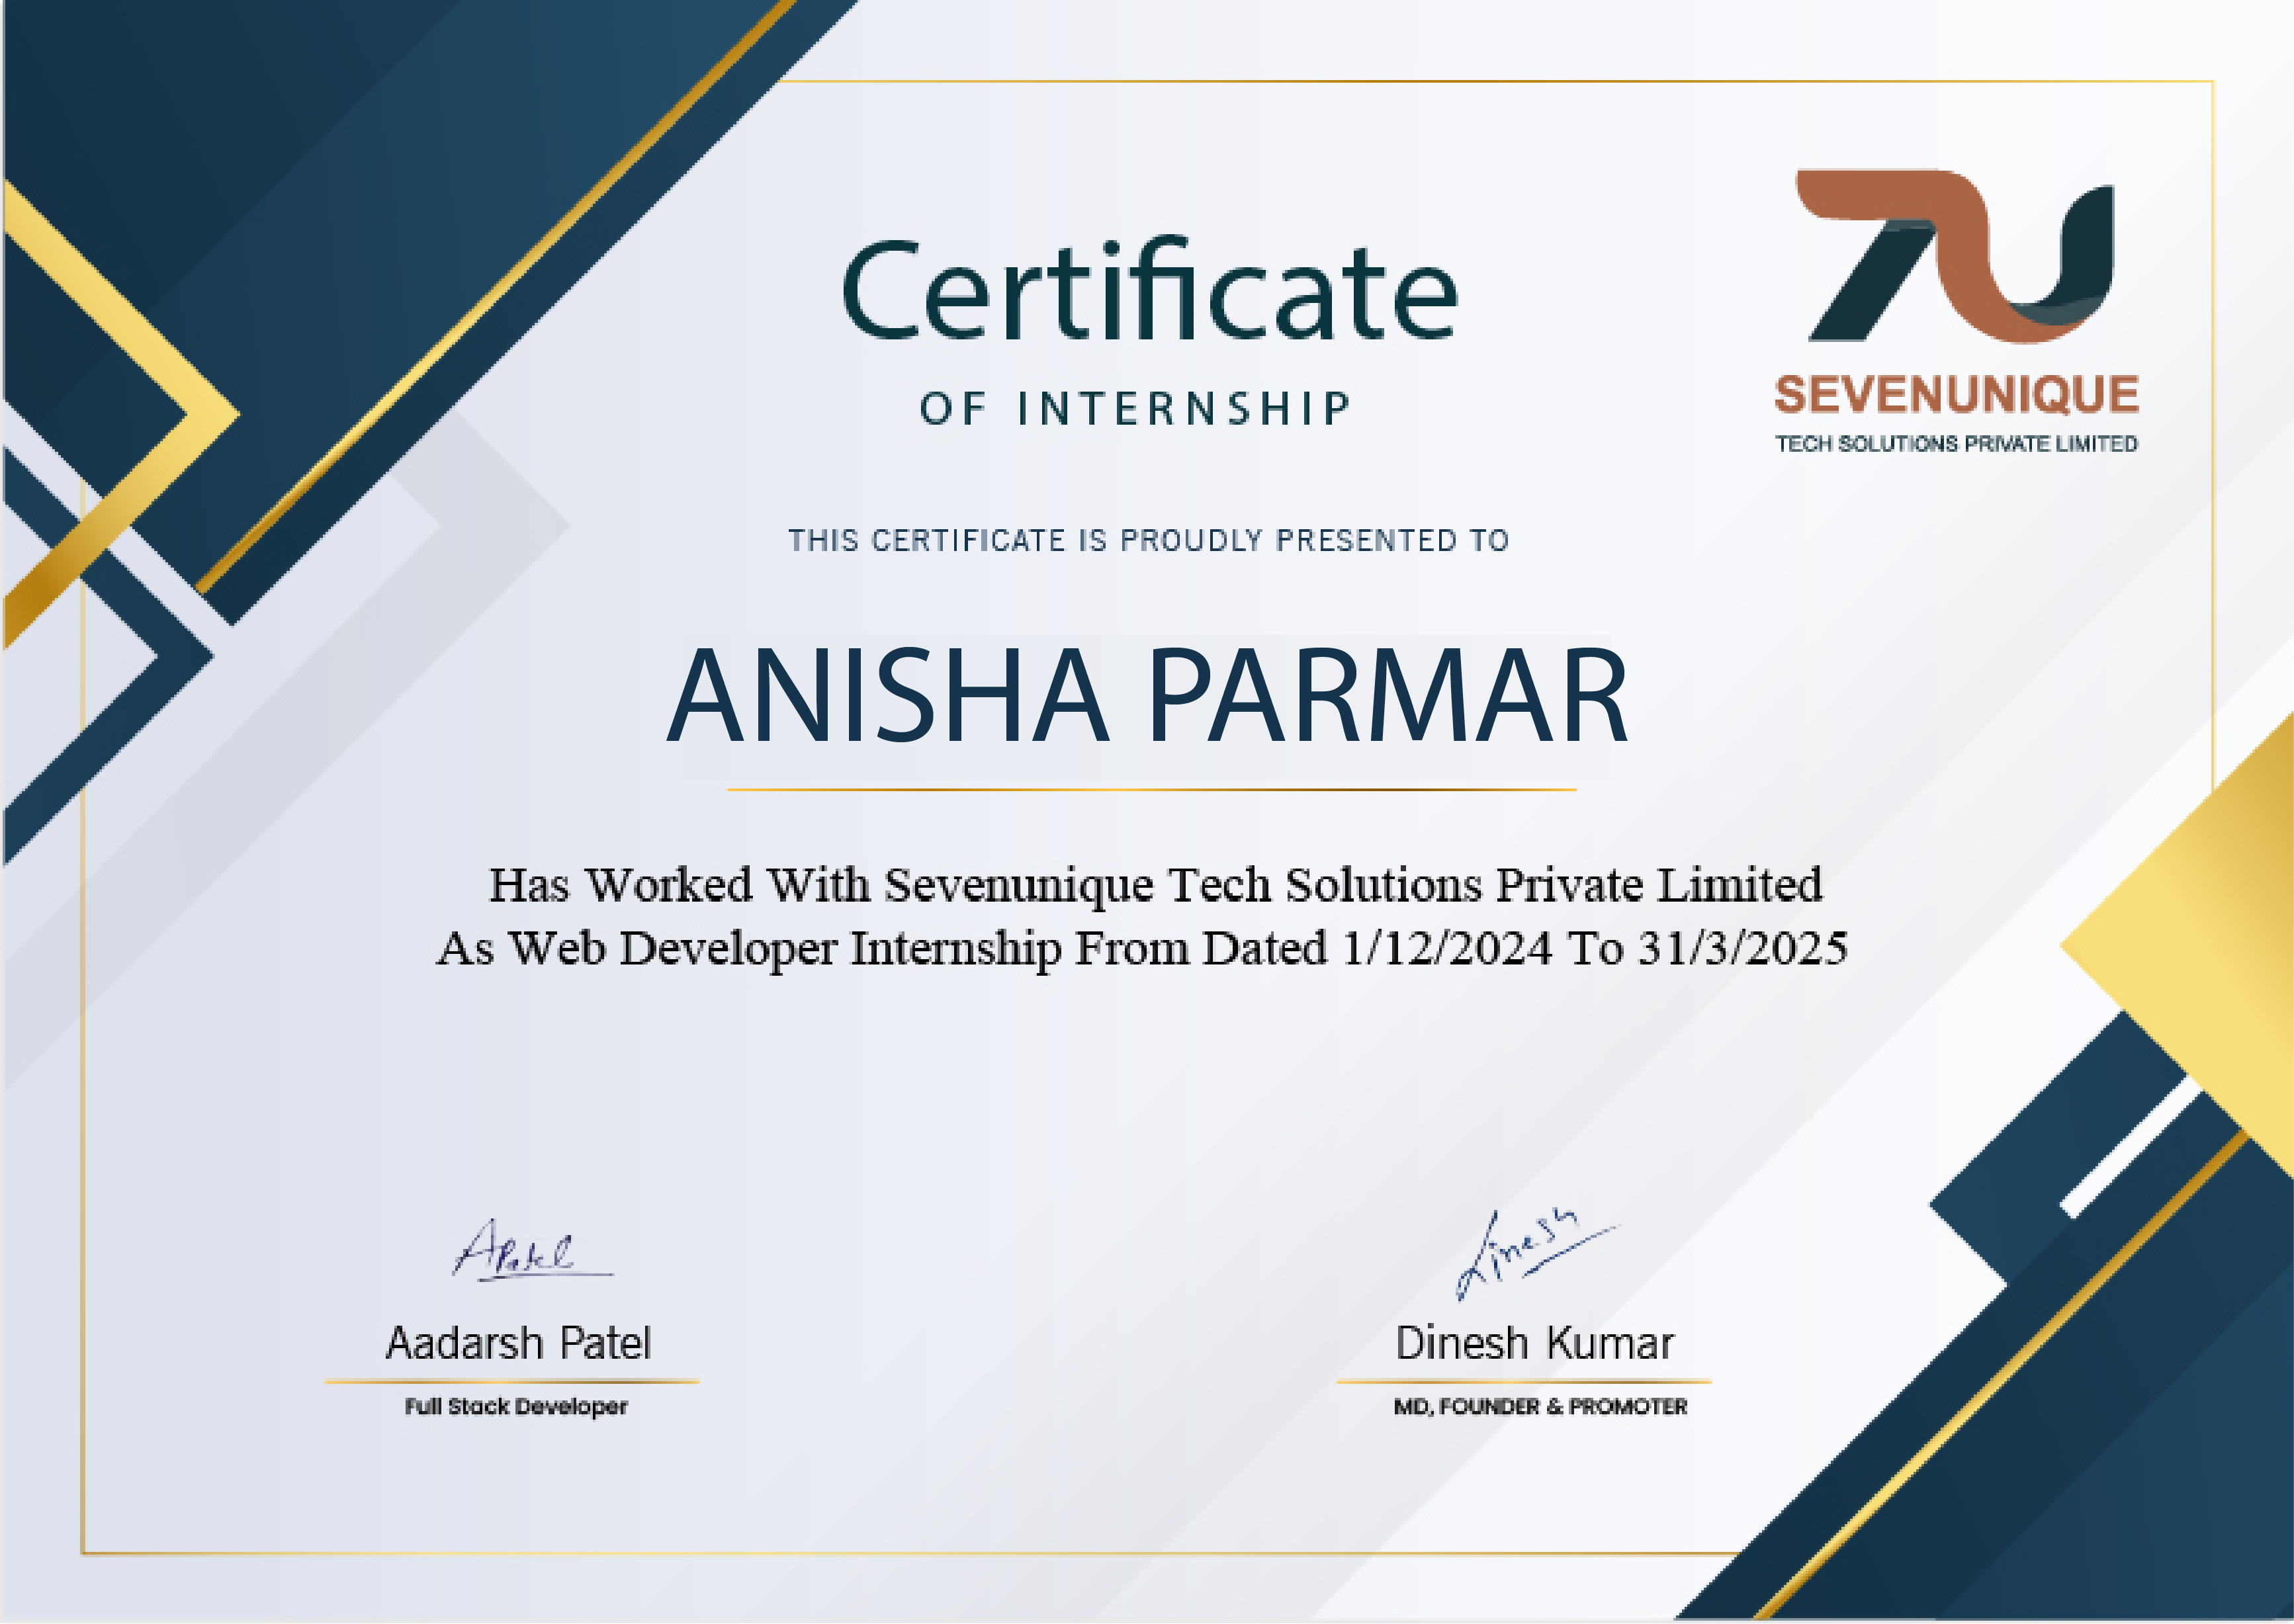 Certificate
OF INTERNSHIP
SEVENUNIQUE
TECH SOLUTIONS PRIVATE LIMITED
THIS CERTIFICATE IS PROUDLY PRESENTED TO
ANISHA PARMAR
Has Worked With Sevenunique Tech Solutions Private Limited
As Web Developer Internship From Dated 1/12/2024 To 31/3/2025
APatel
Dinesh
Aadarsh Patel
Dinesh Kumar
Full Stack Developer
MD, FOUNDER & PROMOTER